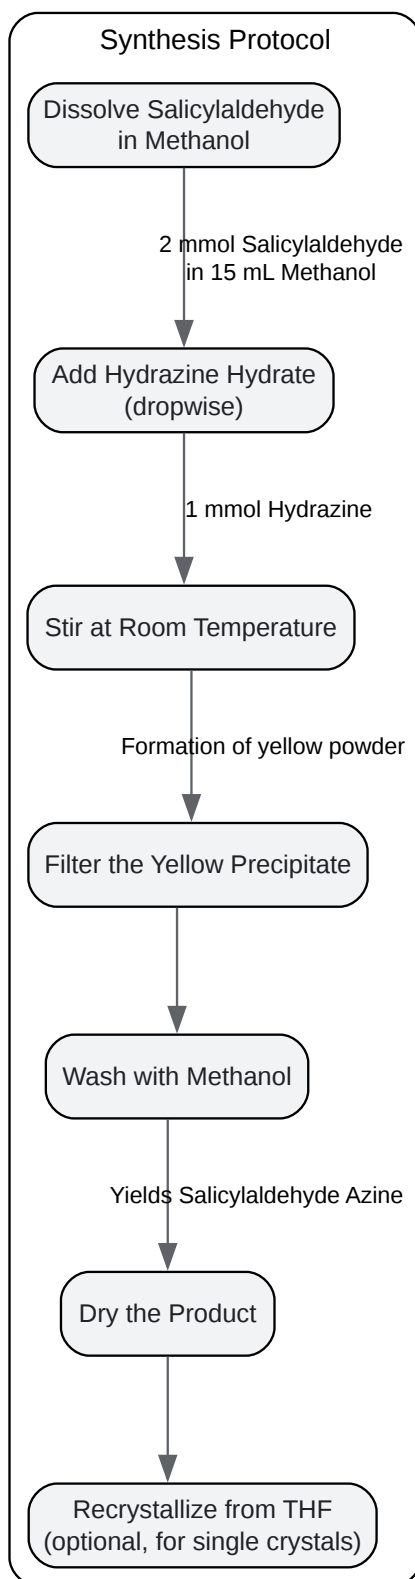 Synthesis Protocol
Dissolve Salicylaldehyde
in Methanol
2 mmol Salicylaldehyde
in 15 mL Methanol
Add Hydrazine Hydrate
(dropwise)
1 mmol Hydrazine
Stir at Room Temperature
Formation of yellow powder
Filter the Yellow Precipitate
Wash with Methanol
Yields Salicylaldehyde Azine
Dry the Product
Recrystallize from THF
(optional, for single crystals)